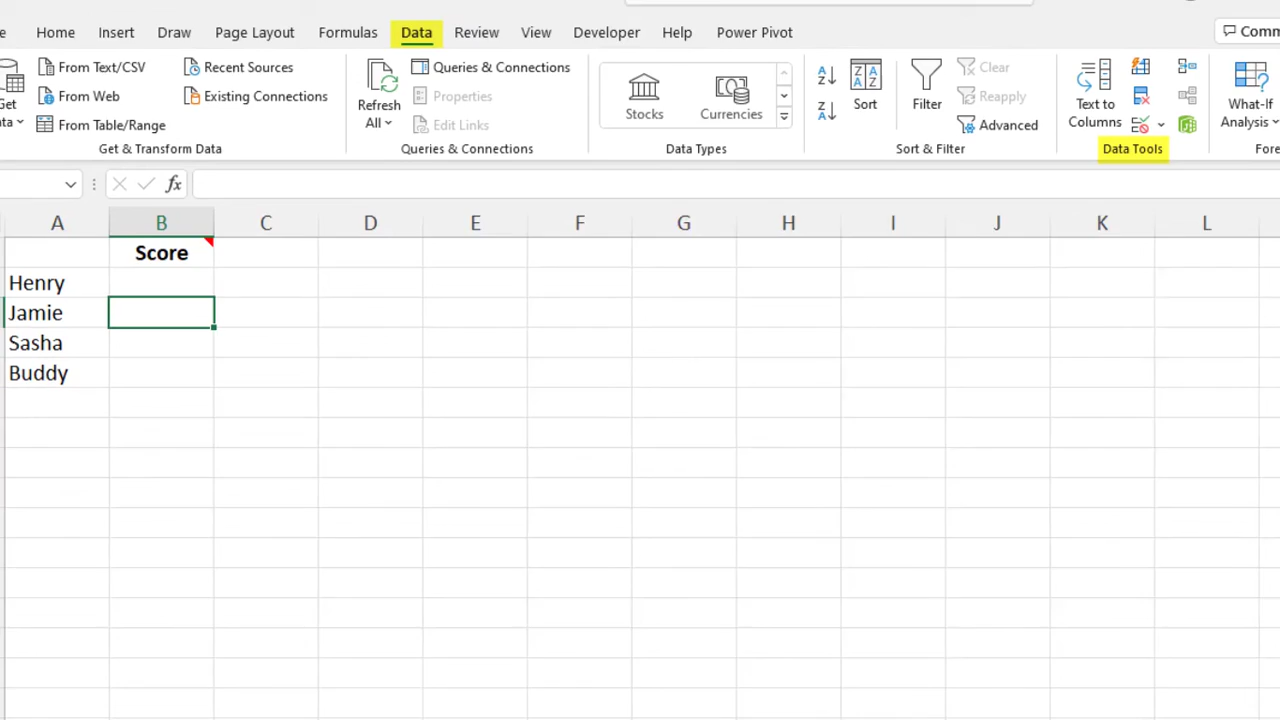 e Home Insert Draw Page Layout Formulas Data Review View Developer Help Power Pivot Comm
Get
ata
From Text/CSV
From Web
From Table/Range
Recent Sources
Existing Connections
Get & Transform Data
Refresh
All
Queries & Connections
Properties
Edit Links
Queries & Connections
Stocks
Currencies
Data Types
Sort
Filter
Clear
Reapply
Advanced
Sort & Filter
Text to
Columns
Data Tools
What-If
Analysis
Fore
fx
A B C D E F G H I J K L
Score
Henry
Jamie
Sasha
Buddy